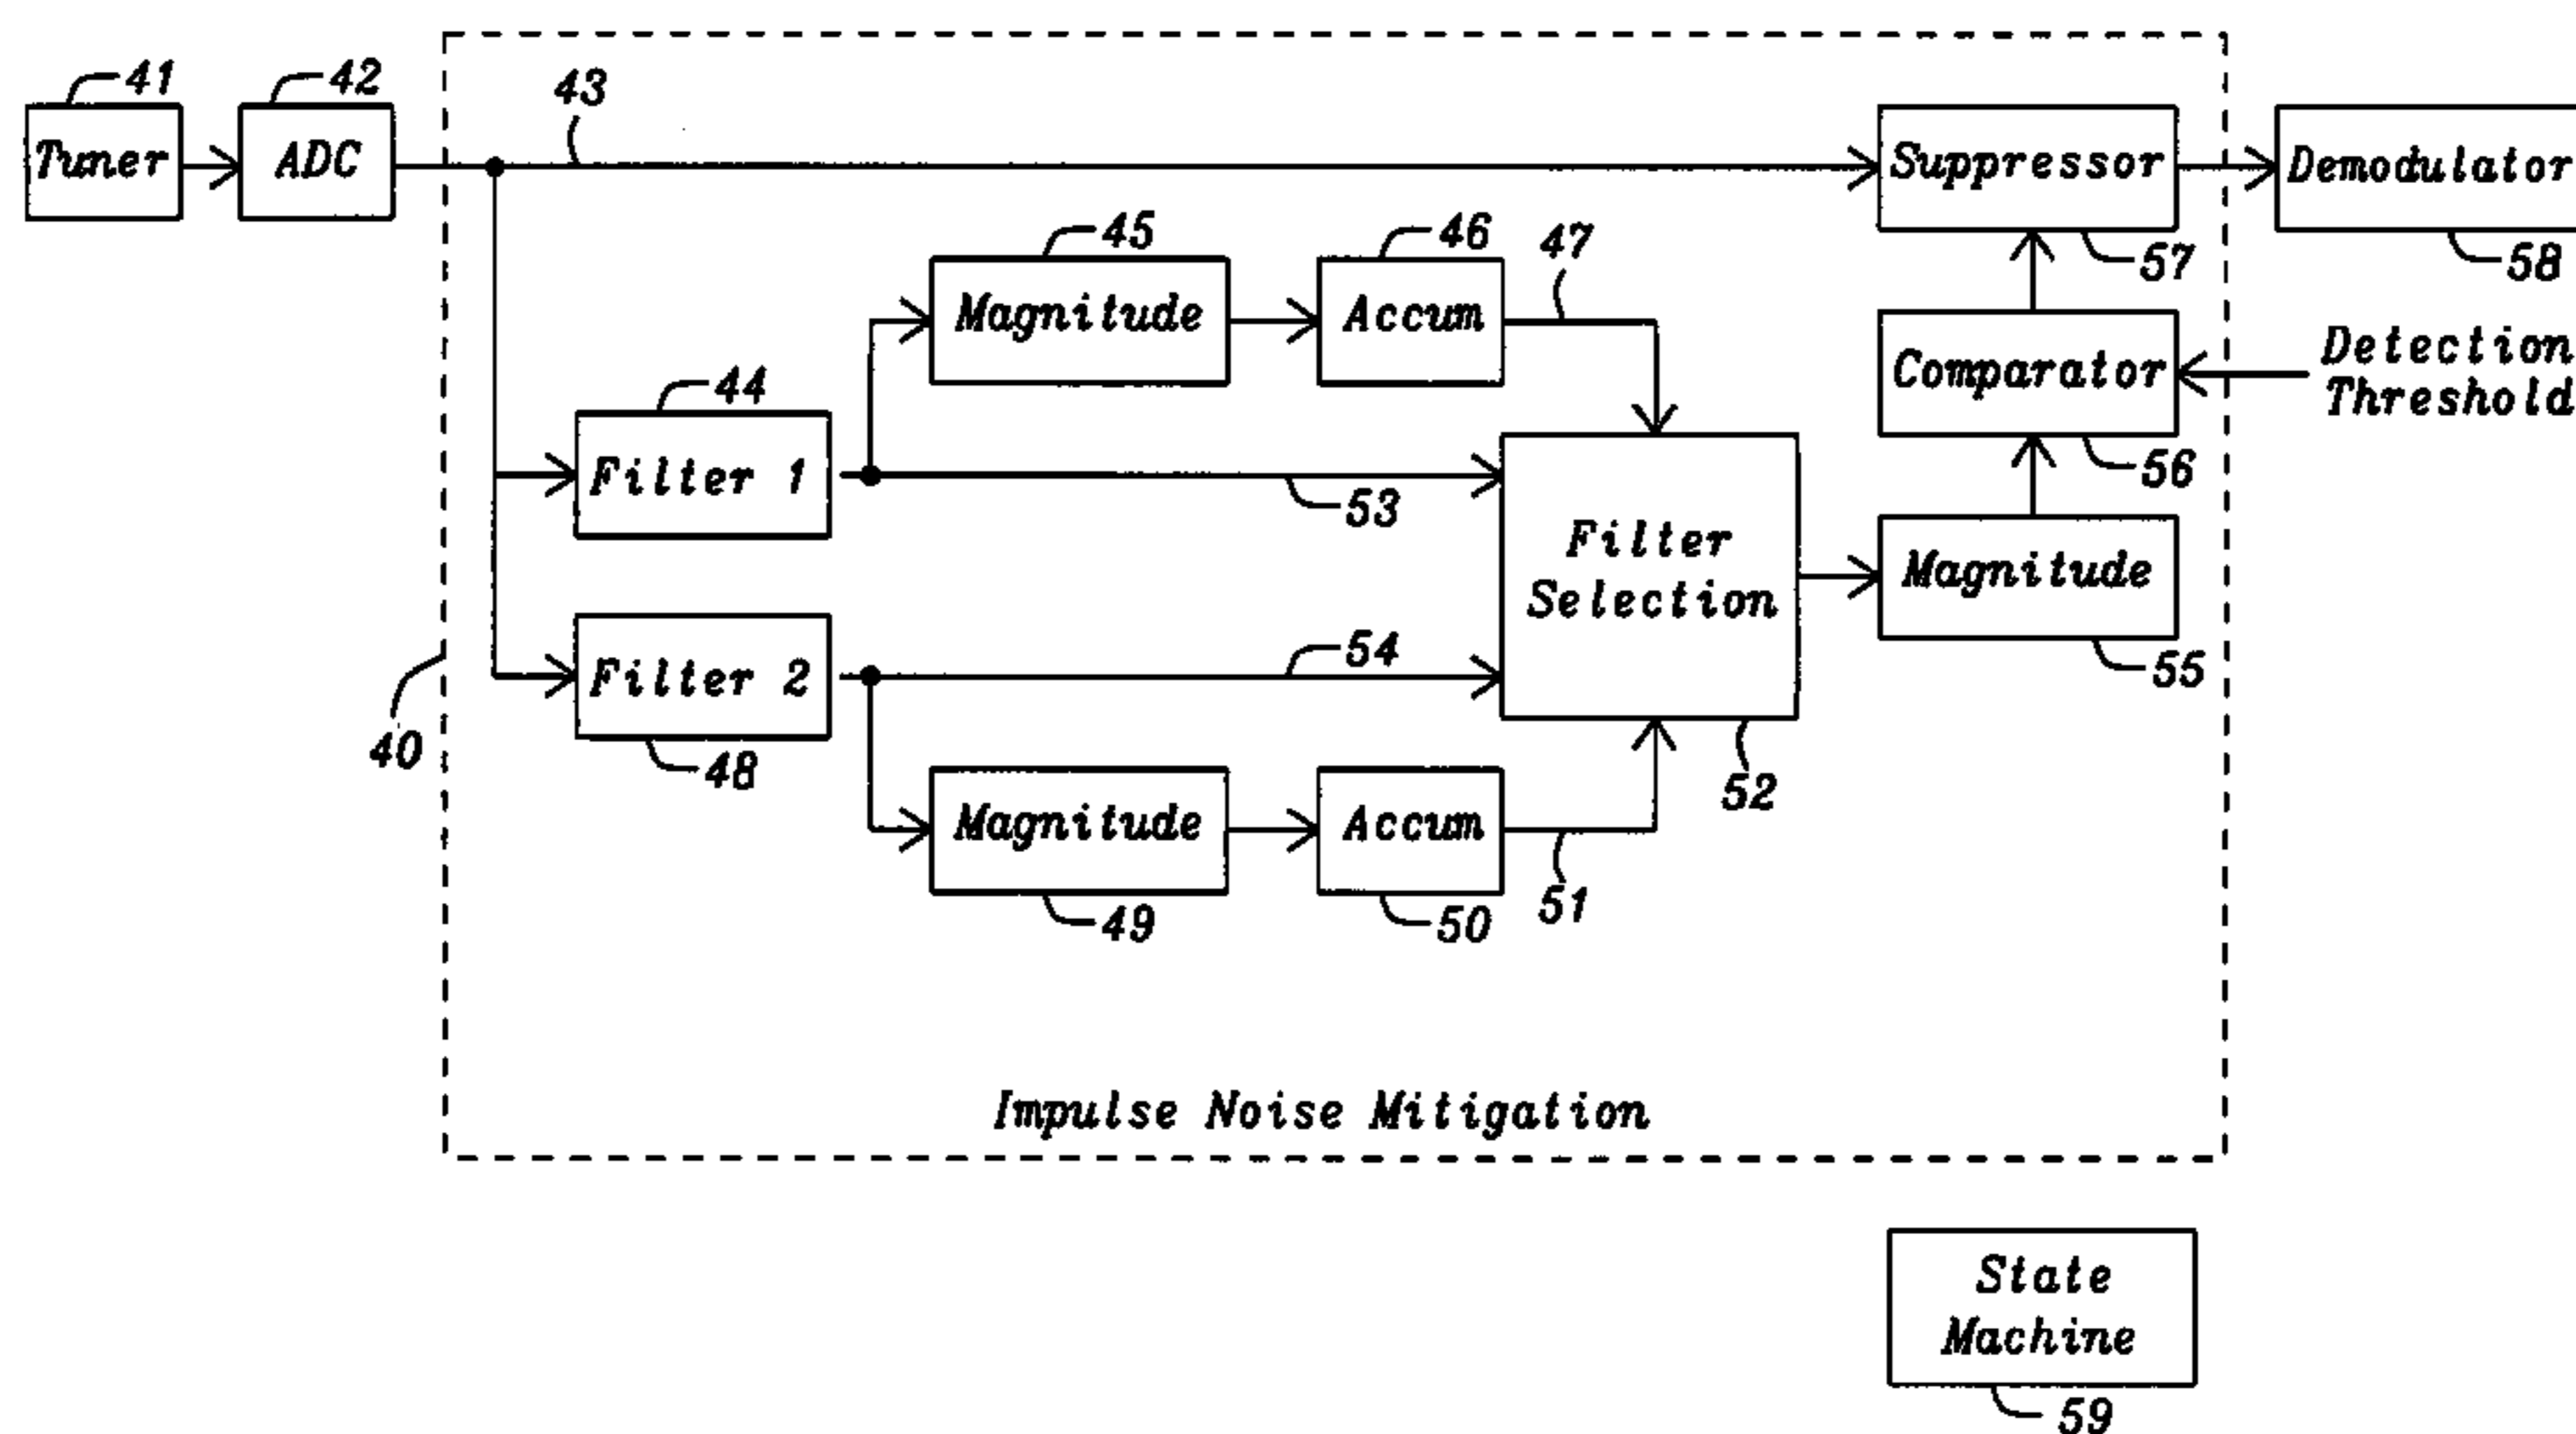 41
42
43
Tuner
ADC
Suppressor
Demodulator
45
46
47
57
58
Magnitude
Accum
Comparator
Detection
Threshold
44
56
Filter 1
53
Filter
Selection
Magnitude
54
55
Filter 2
40
48
52
Magnitude
Accum
49
50
51
Impulse Noise Mitigation
State
Machine
59